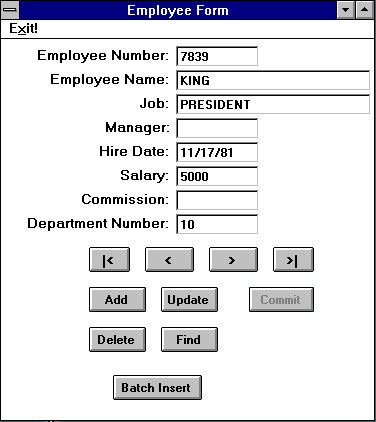 Employee Form
Exit!
Employee Number: 7839
Employee Name: KING
Job: PRESIDENT
Manager:
Hire Date: 11/17/81
Salary: 5000
Commission:
Department Number: 10
|< < > >|
Add Update Commit
Delete Find
Batch Insert